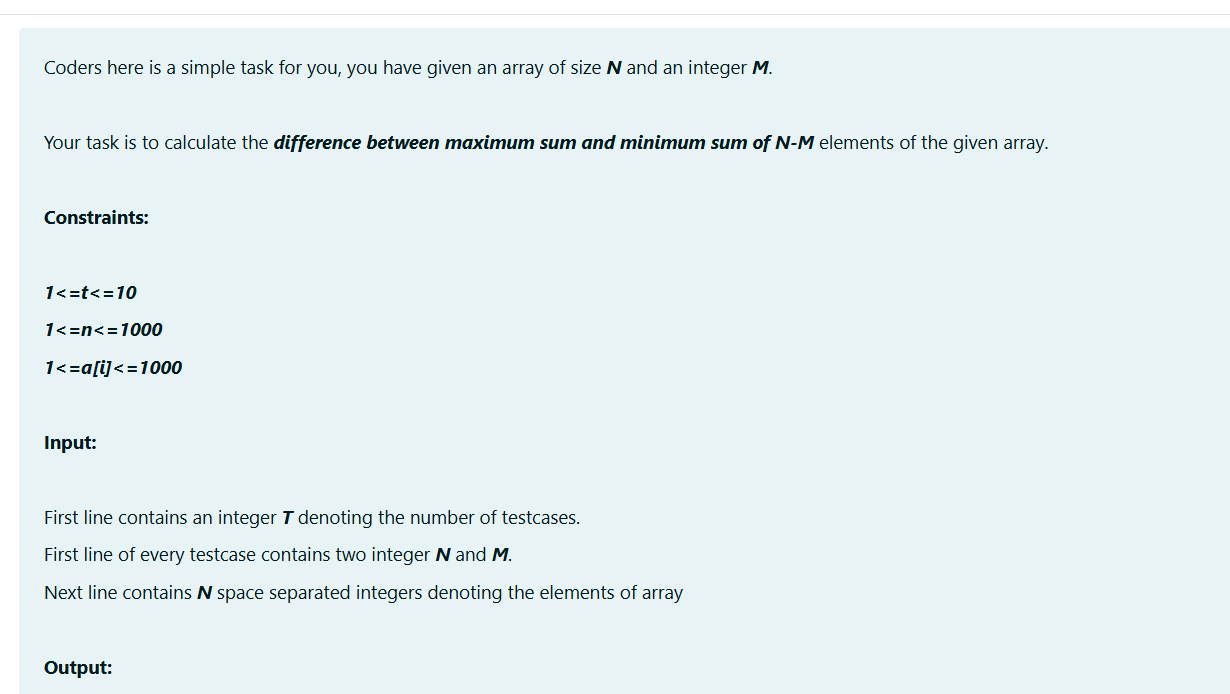 Coders here is a simple task for you, you have given an array of size N and an integer M.
Your task is to calculate the difference between maximum sum and minimum sum of N-M elements of the given array.
Constraints:
1<=t<=10
1<=n<=1000
1<=a[i]<=1000
Input:
First line contains an integer T denoting the number of testcases.
First line of every testcase contains two integer N and M.
Next line contains N space separated integers denoting the elements of array
Output: